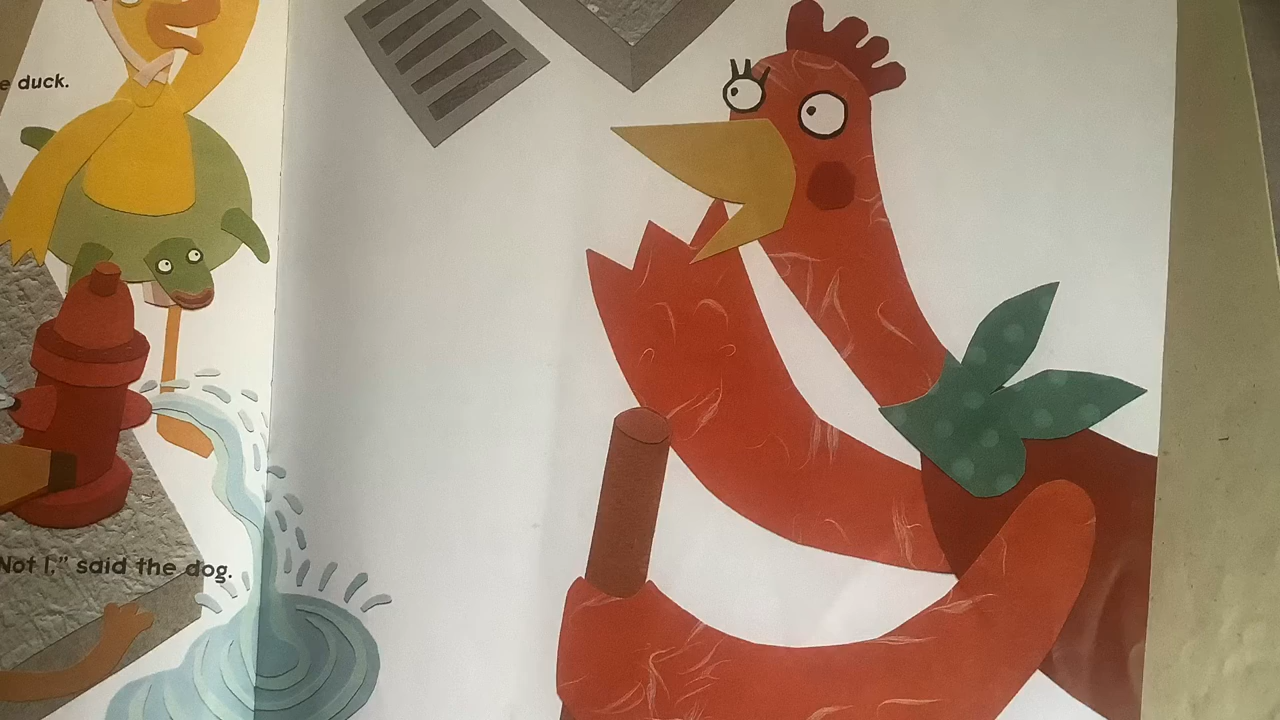 duck.
Not I," said the dog.